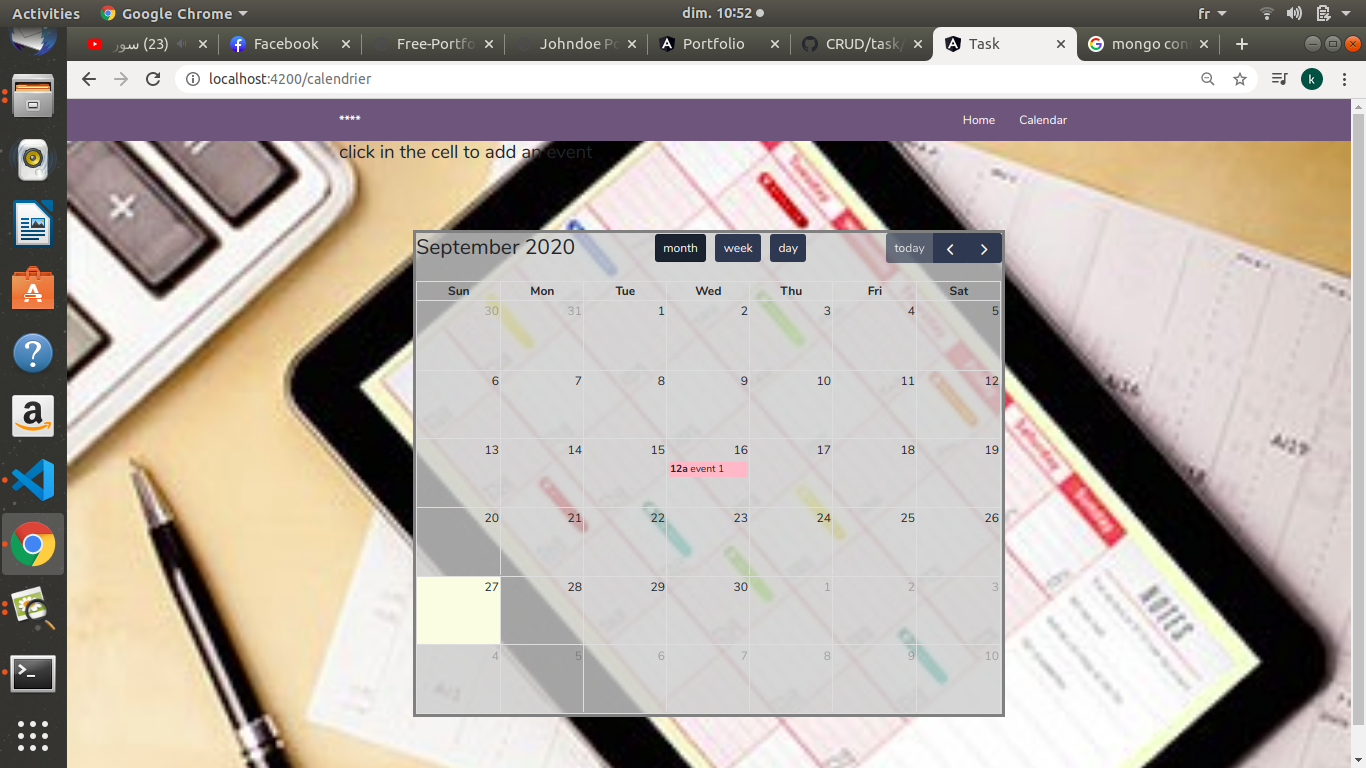 Activities Google Chrome dim. 10:52 fr
(23) سور Facebook Free-Portfo Johndoe Po Portfolio CRUD/task/ Task mongo con
localhost:4200/calendrier k
**** Home Calendar
click in the cell to add an event
September 2020 month week day today
Sun Mon Tue Wed Thu Fri Sat
30 31 1 2 3 4 5
6 7 8 9 10 11 12
13 14 15 16 17 18 19
12a event 1
20 21 22 23 24 25 26
27 28 29 30 1 2 3
4 5 6 7 8 9 10
Tuesday
Saturday
Sunday
NOTES